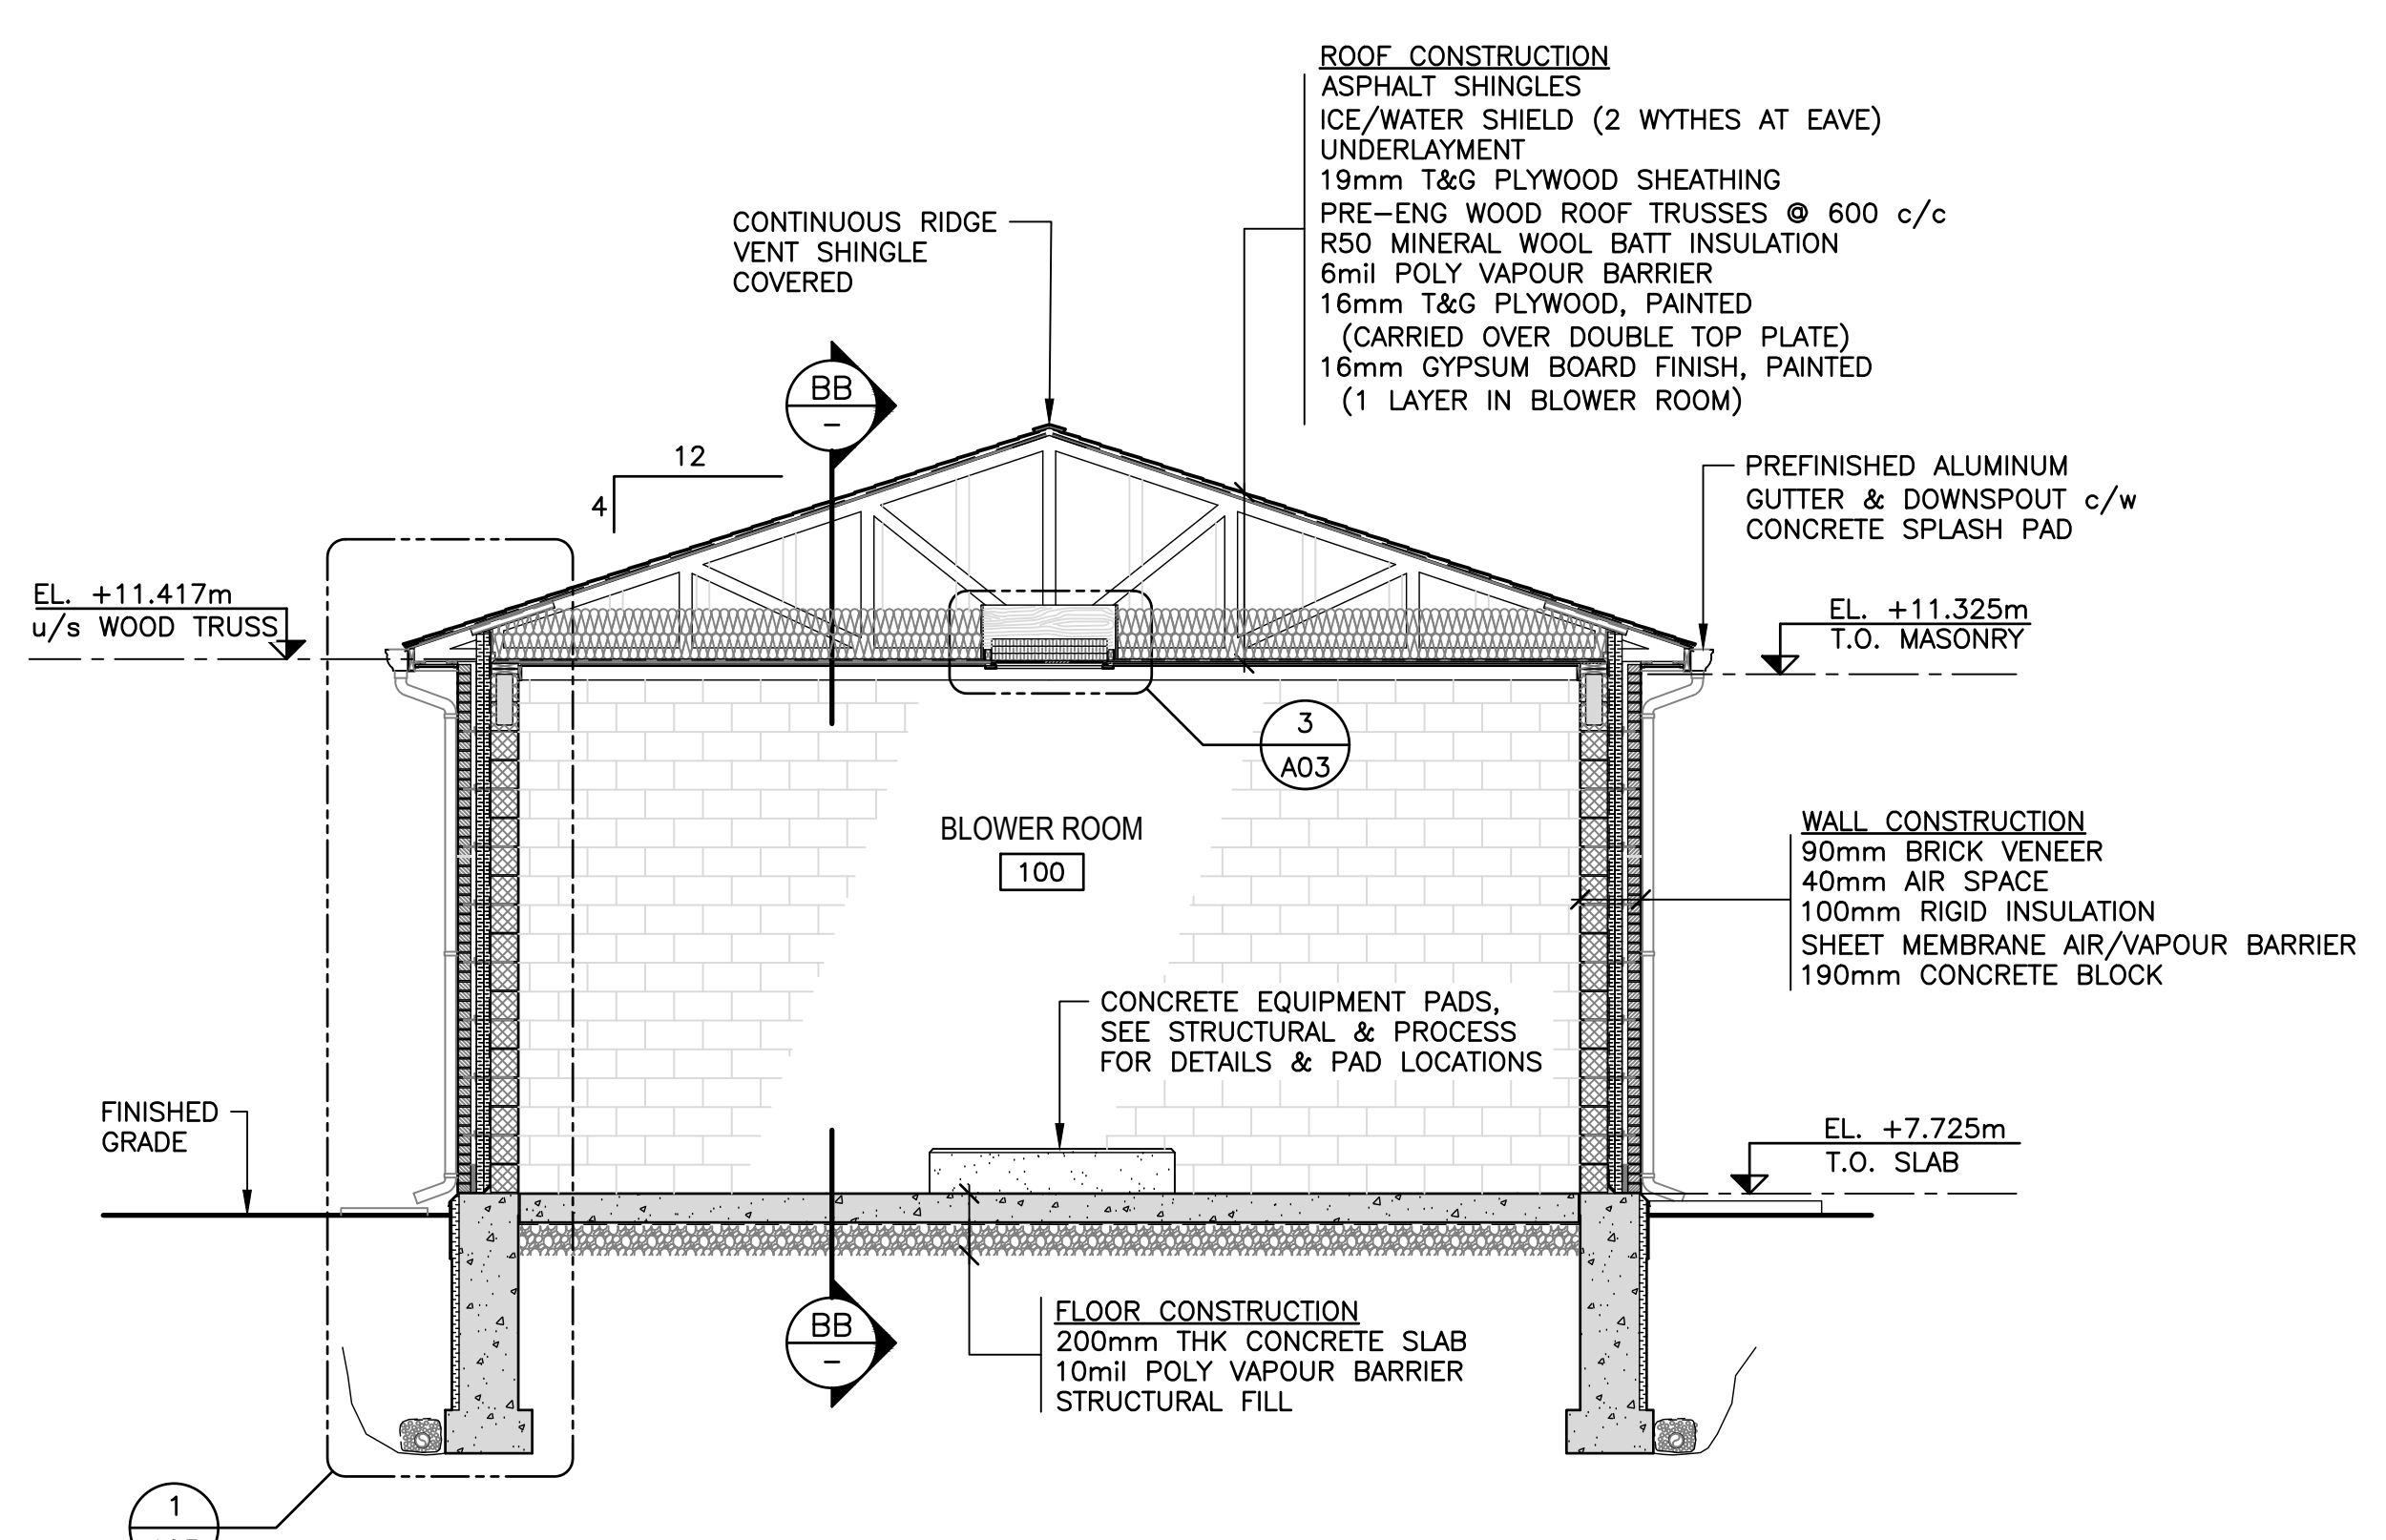 ROOF CONSTRUCTION
ASPHALT SHINGLES
ICE/WATER SHIELD (2 WYTHES AT EAVE)
UNDERLAYMENT
19mm T&G PLYWOOD SHEATHING
PRE-ENG WOOD ROOF TRUSSES @ 600 c/c
R50 MINERAL WOOL BATT INSULATION
6mil POLY VAPOUR BARRIER
16mm T&G PLYWOOD, PAINTED
(CARRIED OVER DOUBLE TOP PLATE)
16mm GYPSUM BOARD FINISH, PAINTED
(1 LAYER IN BLOWER ROOM)
CONTINUOUS RIDGE
VENT SHINGLE
COVERED
BB
-
12
4
PREFINISHED ALUMINUM
GUTTER & DOWNSPOUT c/w
CONCRETE SPLASH PAD
EL. +11.417m
u/s WOOD TRUSS
EL. +11.325m
T.O. MASONRY
3
A03
BLOWER ROOM
100
WALL CONSTRUCTION
90mm BRICK VENEER
40mm AIR SPACE
100mm RIGID INSULATION
SHEET MEMBRANE AIR/VAPOUR BARRIER
190mm CONCRETE BLOCK
CONCRETE EQUIPMENT PADS,
SEE STRUCTURAL & PROCESS
FOR DETAILS & PAD LOCATIONS
FINISHED
GRADE
EL. +7.725m
T.O. SLAB
BB
-
FLOOR CONSTRUCTION
200mm THK CONCRETE SLAB
10mil POLY VAPOUR BARRIER
STRUCTURAL FILL
1